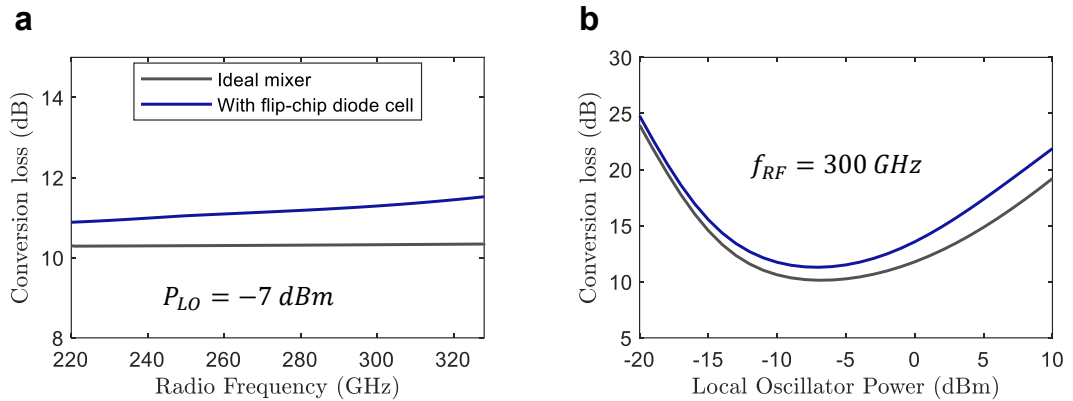 a
Conversion loss (dB)
14
12
10
8
Ideal mixer
With flip-chip diode cell
P_LO = −7 dBm
220
240
260
280
300
320
Radio Frequency (GHz)
b
Conversion loss (dB)
30
25
20
15
10
5
f_RF = 300 GHz
-20
-15
-10
-5
0
5
10
Local Oscillator Power (dBm)